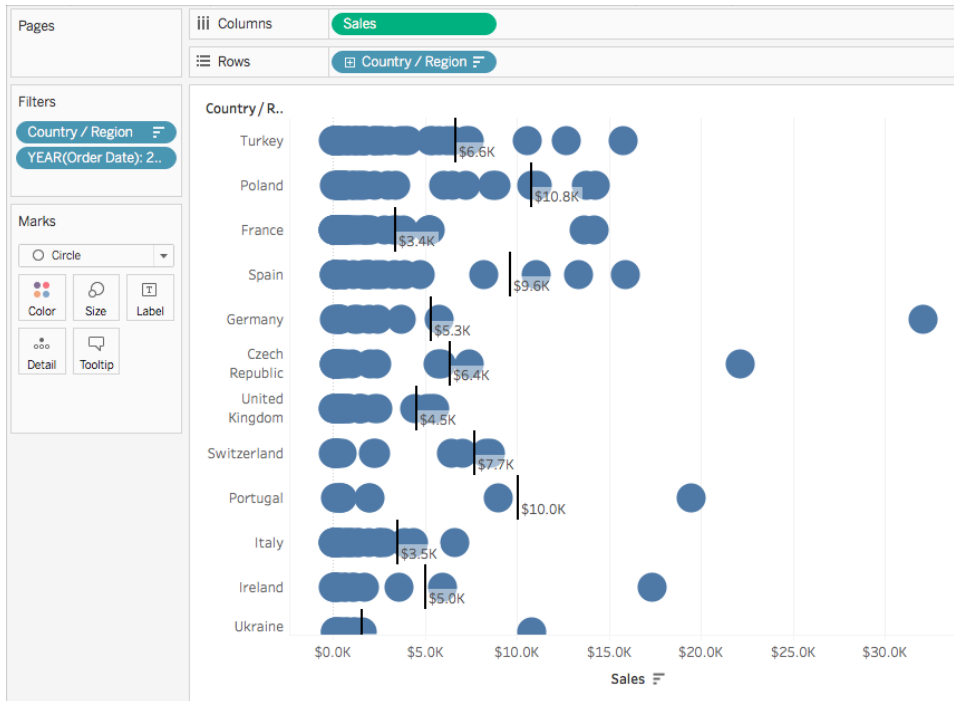 Pages
Columns
Sales
Rows
Country / Region
Filters
Country / Region
YEAR(Order Date): 2..
Marks
Circle
Color
Size
Label
Detail
Tooltip
Country / R..
Turkey
$6.6K
Poland
$10.8K
France
$3.4K
Spain
$9.6K
Germany
$5.3K
Czech
Republic
$6.4K
United
Kingdom
$4.5K
Switzerland
$7.7K
Portugal
$10.0K
Italy
$3.5K
Ireland
$5.0K
Ukraine
$0.0K $5.0K $10.0K $15.0K $20.0K $25.0K $30.0K
Sales